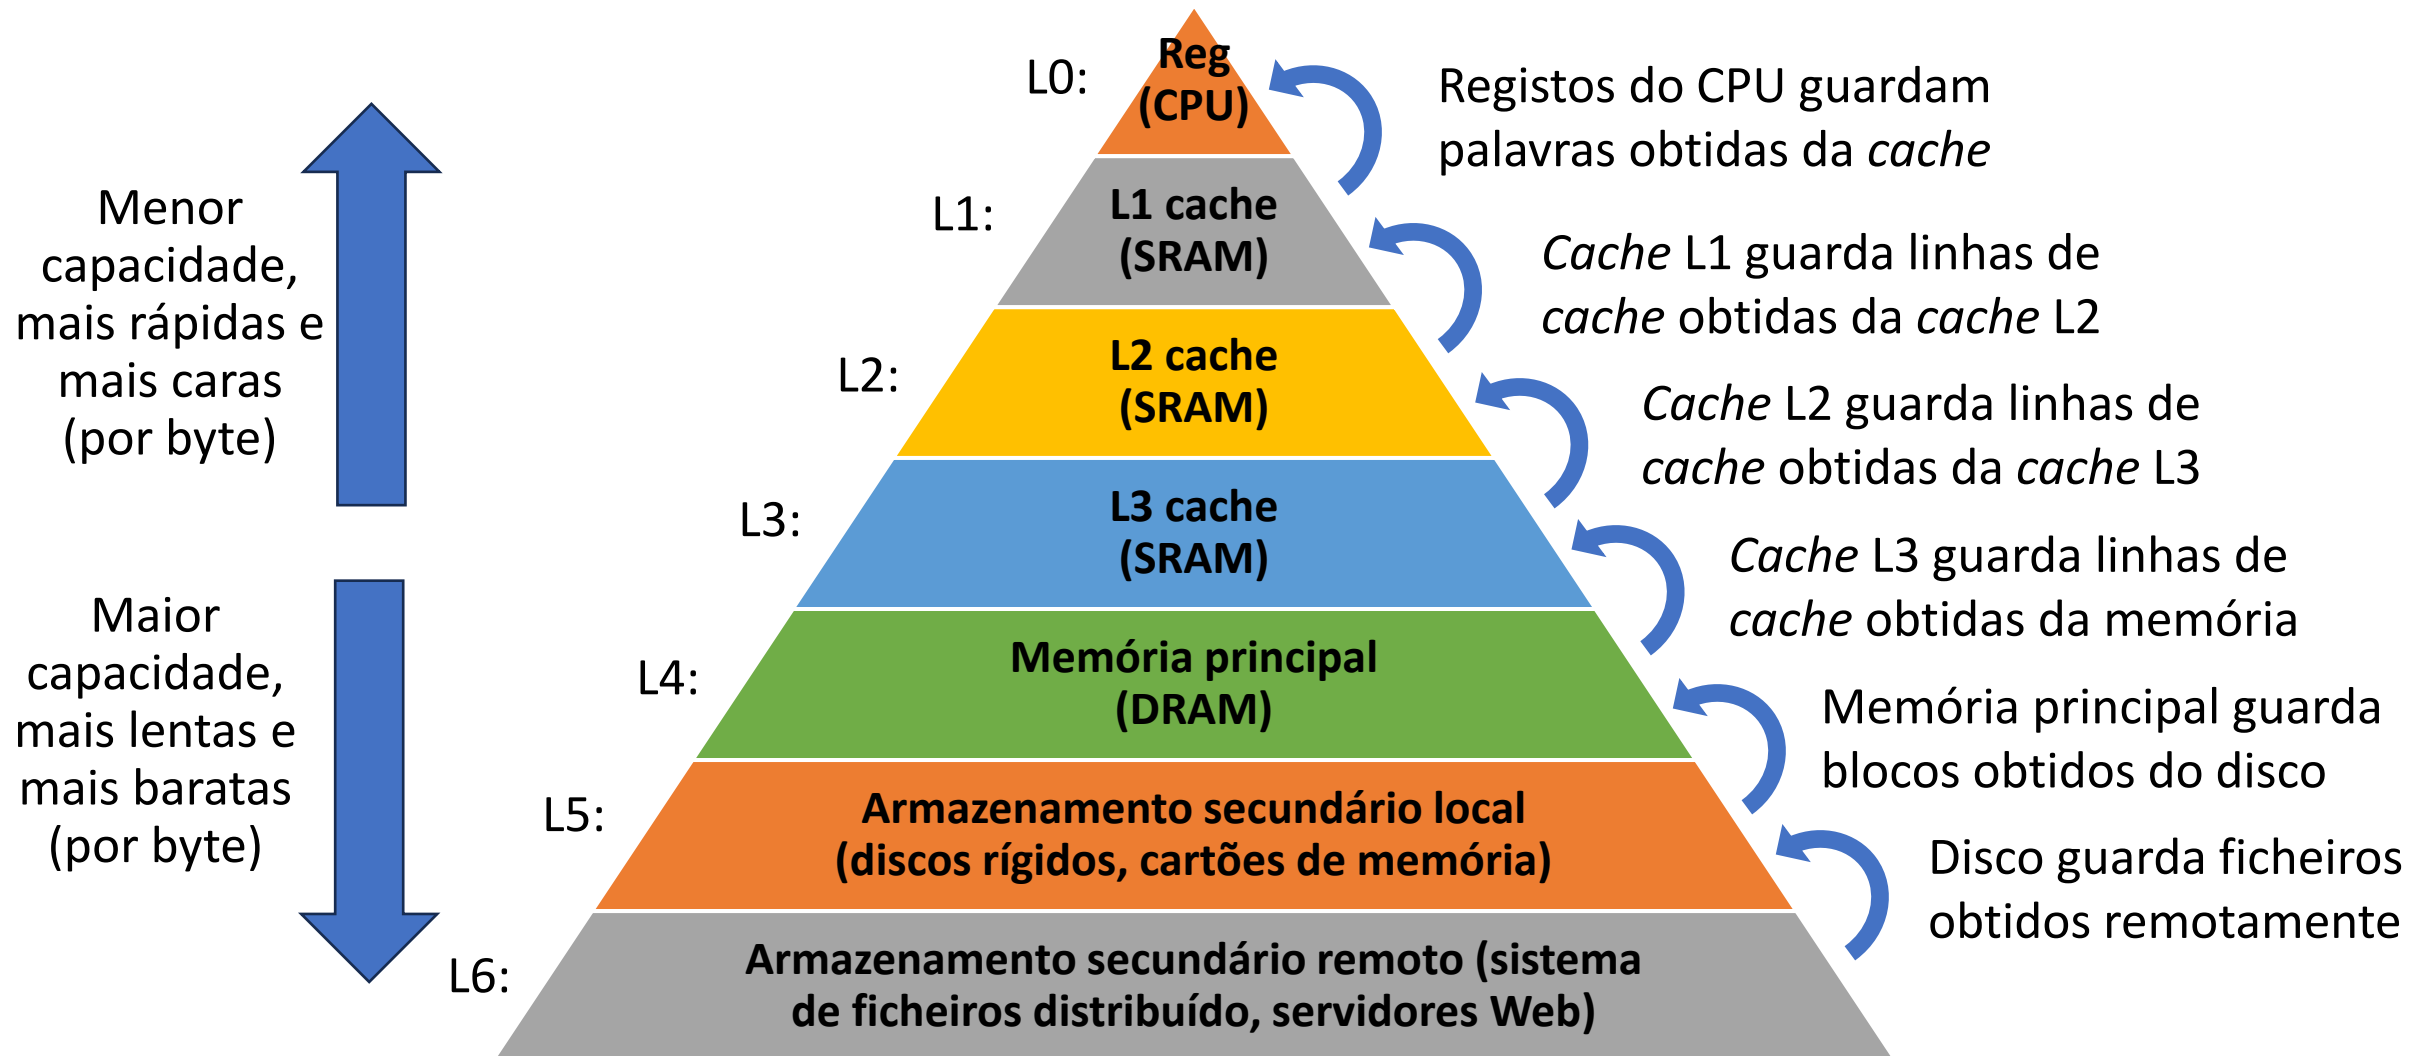 Menor
capacidade,
mais rápidas e
mais caras
(por byte)
Maior
capacidade,
mais lentas e
mais baratas
(por byte)
L0:
Reg
(CPU)
Registos do CPU guardam
palavras obtidas da cache
L1:
L1 cache
(SRAM)
Cache L1 guarda linhas de
cache obtidas da cache L2
L2:
L2 cache
(SRAM)
Cache L2 guarda linhas de
cache obtidas da cache L3
L3:
L3 cache
(SRAM)
Cache L3 guarda linhas de
cache obtidas da memória
L4:
Memória principal
(DRAM)
Memória principal guarda
blocos obtidos do disco
L5:
Armazenamento secundário local
(discos rígidos, cartões de memória)
Disco guarda ficheiros
obtidos remotamente
L6:
Armazenamento secundário remoto (sistema
de ficheiros distribuído, servidores Web)